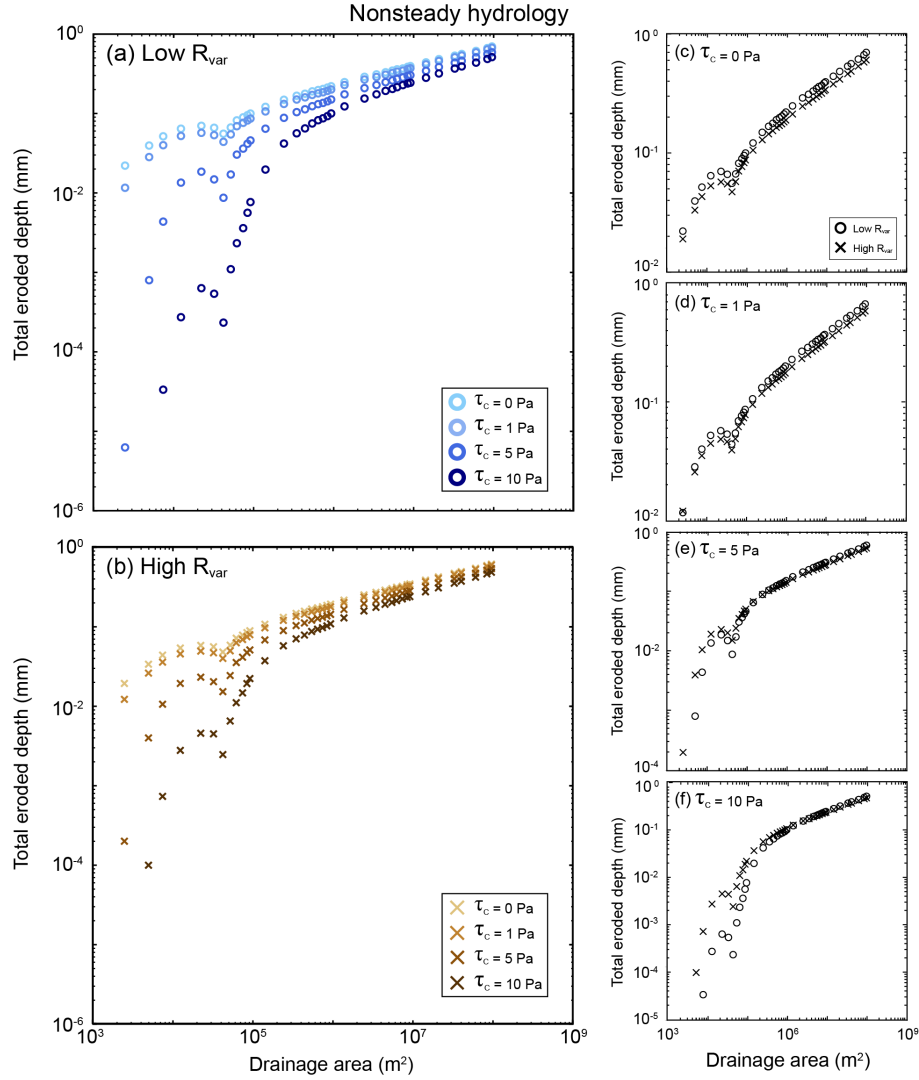 Nonsteady hydrology
(a) Low R_var
10^0
10^-2
10^-4
10^-6
Total eroded depth (mm)
τ_c = 0 Pa
τ_c = 1 Pa
τ_c = 5 Pa
τ_c = 10 Pa
(b) High R_var
10^0
10^-2
10^-4
10^-6
Total eroded depth (mm)
τ_c = 0 Pa
τ_c = 1 Pa
τ_c = 5 Pa
τ_c = 10 Pa
10^3
10^5
10^7
10^9
Drainage area (m²)
(c) τ_c = 0 Pa
10^0
10^-1
10^-2
Total eroded depth (mm)
Low R_var
High R_var
(d) τ_c = 1 Pa
10^0
10^-1
10^-2
Total eroded depth (mm)
(e) τ_c = 5 Pa
10^0
10^-2
10^-4
Total eroded depth (mm)
(f) τ_c = 10 Pa
10^0
10^-1
10^-2
10^-3
10^-4
10^-5
Total eroded depth (mm)
10^3
10^6
10^9
Drainage area (m²)